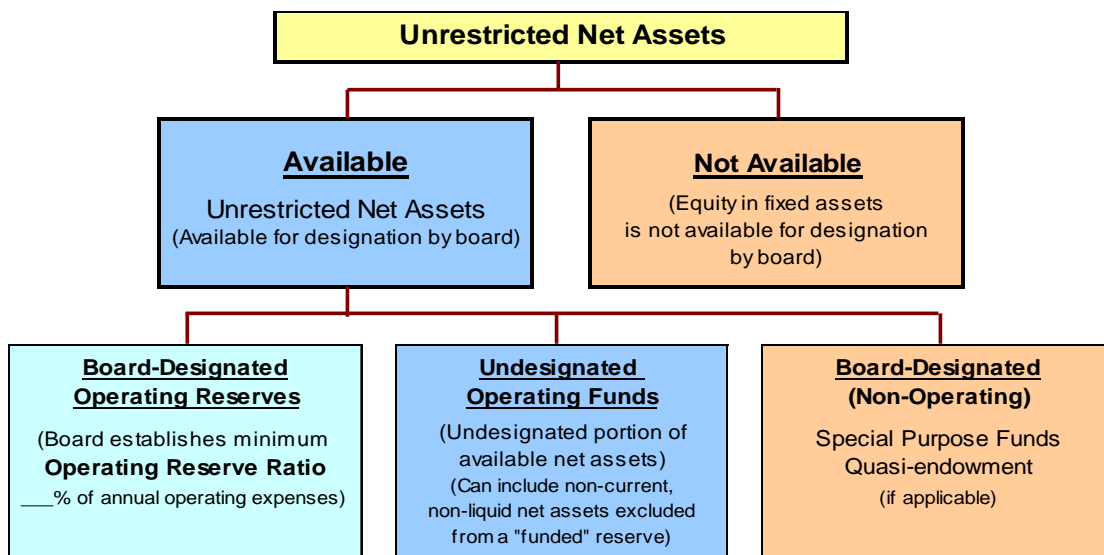 Unrestricted Net Assets
Available
Unrestricted Net Assets
(Available for designation by board)
Not Available
(Equity in fixed assets
is not available for designation
by board)
Board-Designated
Operating Reserves
(Board establishes minimum
Operating Reserve Ratio
___% of annual operating expenses)
Undesignated
Operating Funds
(Undesignated portion of
available net assets)
(Can include non-current,
non-liquid net assets excluded
from a "funded" reserve)
Board-Designated
(Non-Operating)
Special Purpose Funds
Quasi-endowment
(if applicable)